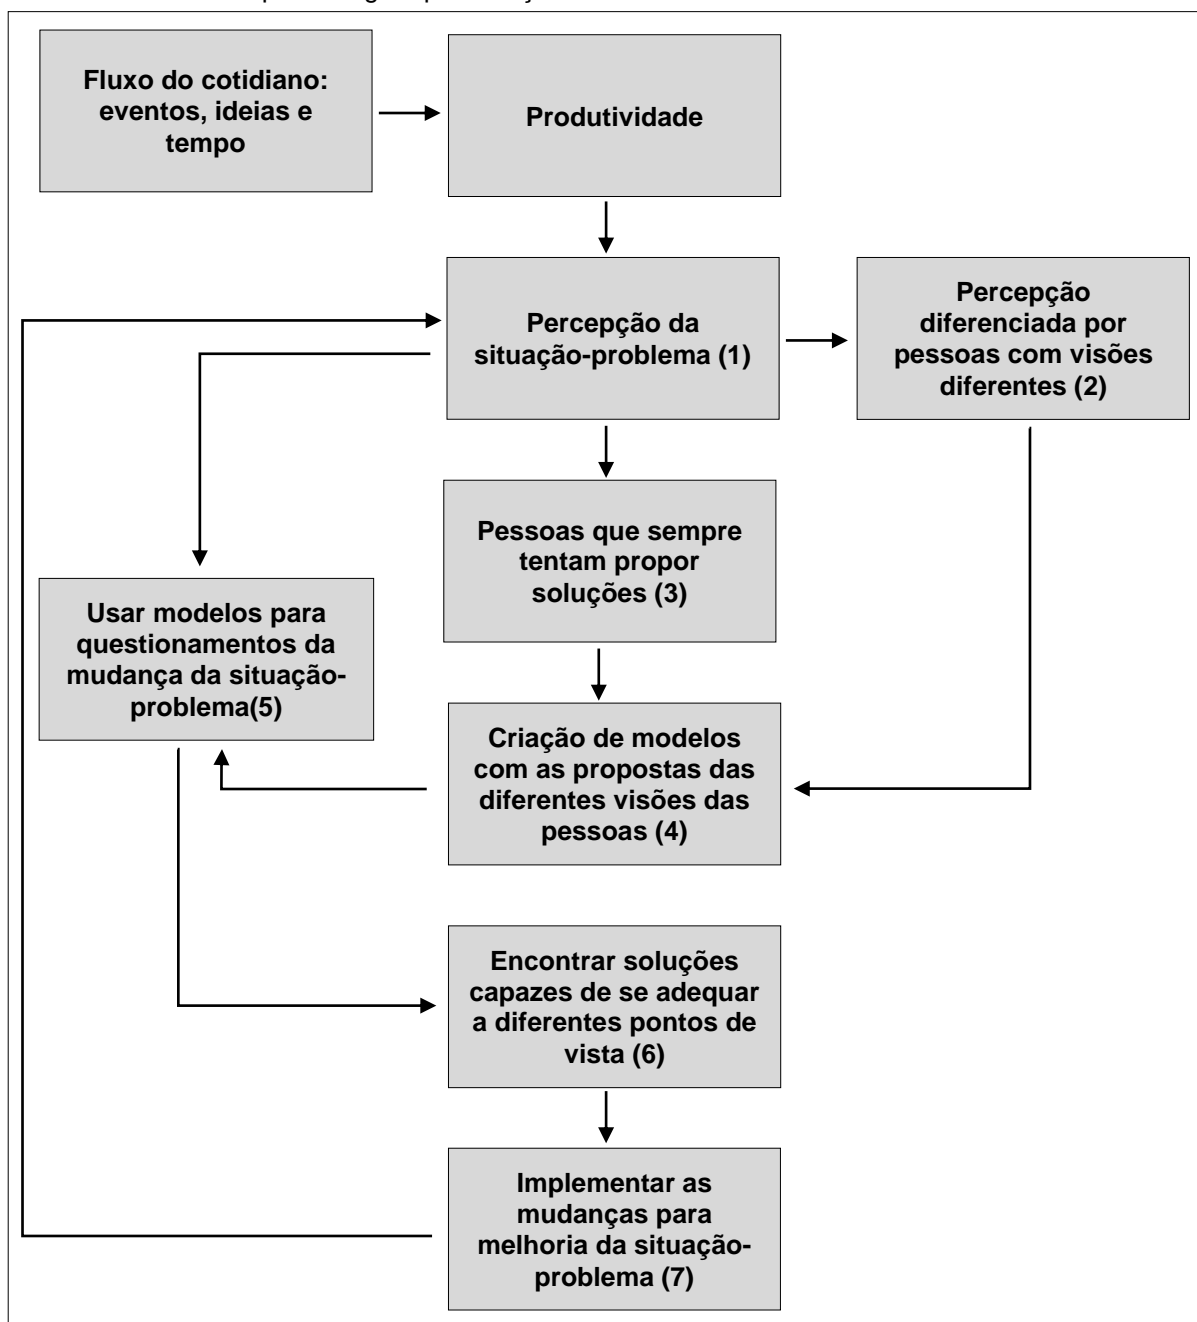 Fluxo do cotidiano:
eventos, ideias e
tempo
Produtividade
Percepção da
situação-problema (1)
Percepção
diferenciada por
pessoas com visões
diferentes (2)
Pessoas que sempre
tentam propor
soluções (3)
Usar modelos para
questionamentos da
mudança da situação-
problema(5)
Criação de modelos
com as propostas das
diferentes visões das
pessoas (4)
Encontrar soluções
capazes de se adequar
a diferentes pontos de
vista (6)
Implementar as
mudanças para
melhoria da situação-
problema (7)